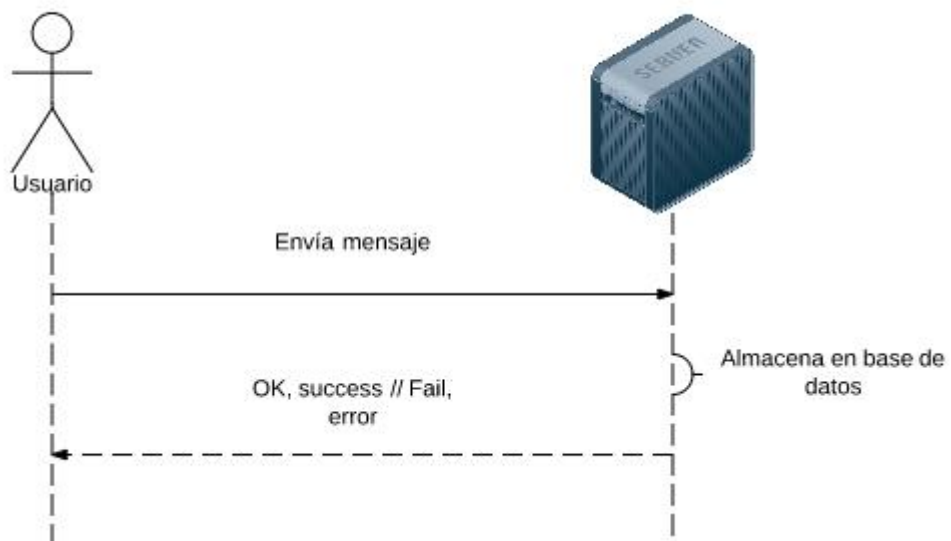 SERVER
Usuario
Envía mensaje
Almacena en base de
datos
OK, success // Fail,
error